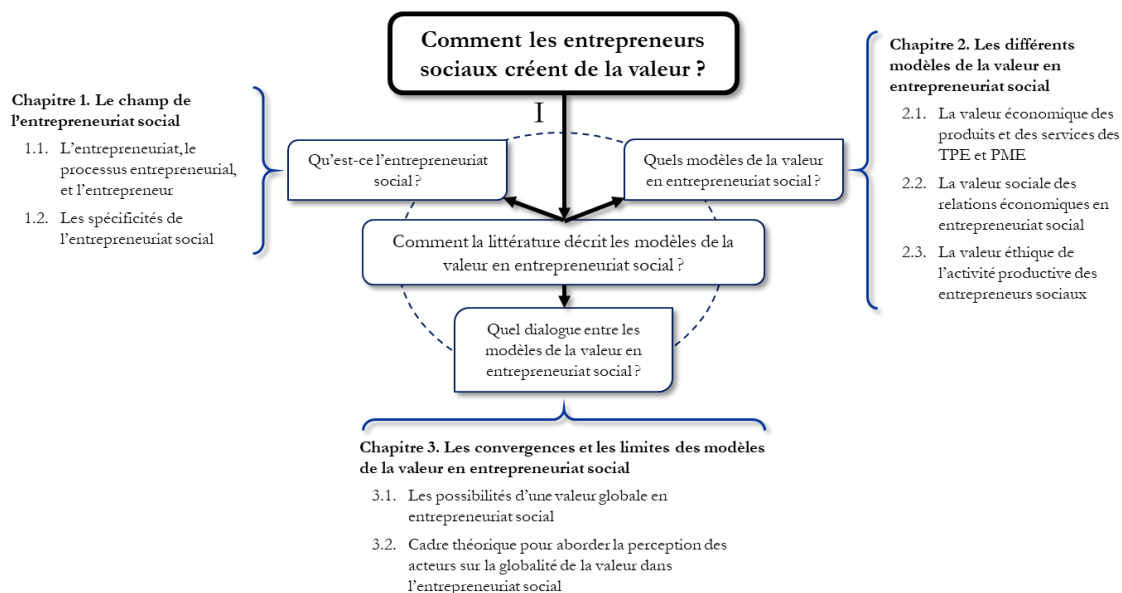 Comment les entrepreneurs
sociaux créent de la valeur ?
I
Chapitre 1. Le champ de
l'entrepreneuriat social
1.1. L'entrepreneuriat, le
processus entrepreneurial,
et l'entrepreneur
1.2. Les spécificités de
l'entrepreneuriat social
Qu'est-ce l'entrepreneuriat
social ?
Quels modèles de la valeur
en entrepreneuriat social ?
Chapitre 2. Les différents
modèles de la valeur en
entrepreneuriat social
2.1. La valeur économique des
produits et des services des
TPE et PME
2.2. La valeur sociale des
relations économiques en
entrepreneuriat social
2.3. La valeur éthique de
l'activité productive des
entrepreneurs sociaux
Comment la littérature décrit les modèles de la
valeur en entrepreneuriat social ?
Quel dialogue entre les
modèles de la valeur en
entrepreneuriat social ?
Chapitre 3. Les convergences et les limites des modèles
de la valeur en entrepreneuriat social
3.1. Les possibilités d'une valeur globale en
entrepreneuriat social
3.2. Cadre théorique pour aborder la perception des
acteurs sur la globalité de la valeur dans
l'entrepreneuriat social